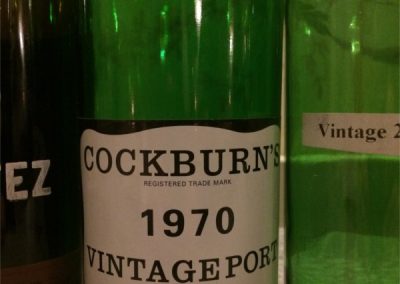 EZ
COCKBURN'S
REGISTERED TRADE MARK
1970
VINTAGE PORT
Vintage 2